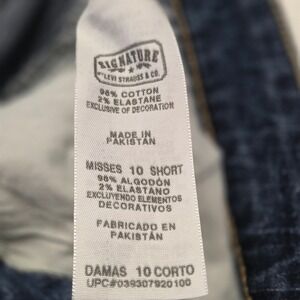 SIGNATURE
BY LEVI STRAUSS & CO.
98% COTTON
2% ELASTANE
EXCLUSIVE OF DECORATION
MADE IN
PAKISTAN
MISSES 10 SHORT
98% ALGODÓN
2% ELASTANO
EXCLUYENDO ELEMENTOS
DECORATIVOS
FABRICADO EN
PAKISTÁN
DAMAS 10 CORTO
UPC#039307920100